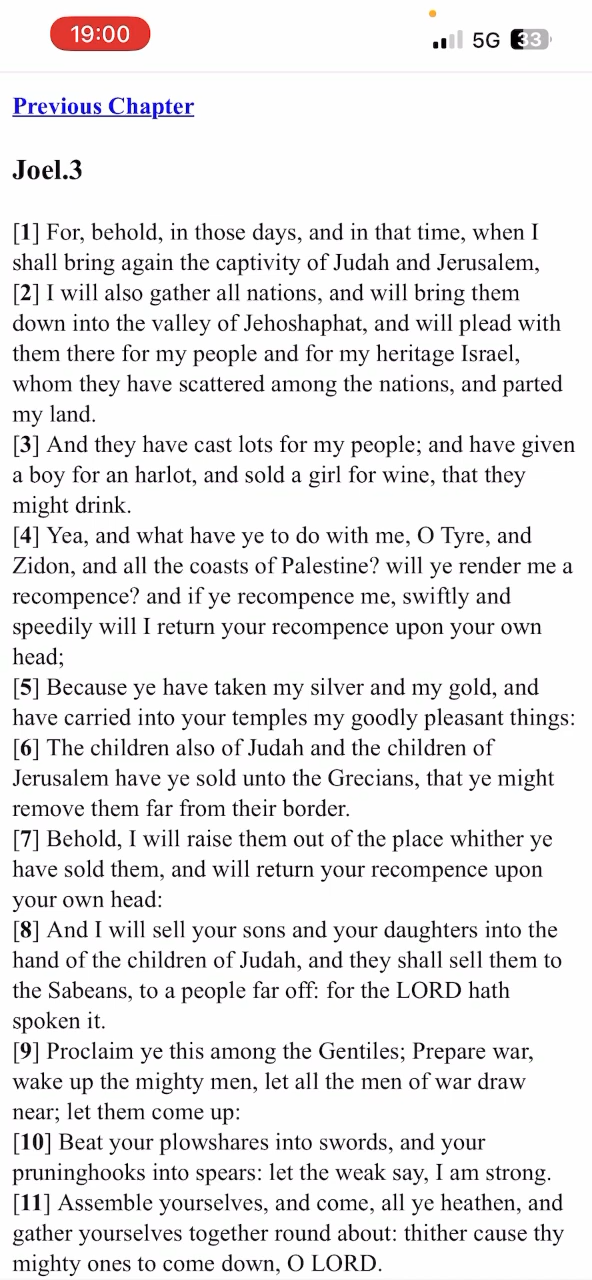 19:00
5G 33
Previous Chapter
Joel.3
[1] For, behold, in those days, and in that time, when I
shall bring again the captivity of Judah and Jerusalem,
[2] I will also gather all nations, and will bring them
down into the valley of Jehoshaphat, and will plead with
them there for my people and for my heritage Israel,
whom they have scattered among the nations, and parted
my land.
[3] And they have cast lots for my people; and have given
a boy for an harlot, and sold a girl for wine, that they
might drink.
[4] Yea, and what have ye to do with me, O Tyre, and
Zidon, and all the coasts of Palestine? will ye render me a
recompence? and if ye recompence me, swiftly and
speedily will I return your recompence upon your own
head;
[5] Because ye have taken my silver and my gold, and
have carried into your temples my goodly pleasant things:
[6] The children also of Judah and the children of
Jerusalem have ye sold unto the Grecians, that ye might
remove them far from their border.
[7] Behold, I will raise them out of the place whither ye
have sold them, and will return your recompence upon
your own head:
[8] And I will sell your sons and your daughters into the
hand of the children of Judah, and they shall sell them to
the Sabeans, to a people far off: for the LORD hath
spoken it.
[9] Proclaim ye this among the Gentiles; Prepare war,
wake up the mighty men, let all the men of war draw
near; let them come up:
[10] Beat your plowshares into swords, and your
pruninghooks into spears: let the weak say, I am strong.
[11] Assemble yourselves, and come, all ye heathen, and
gather yourselves together round about: thither cause thy
mighty ones to come down, O LORD.